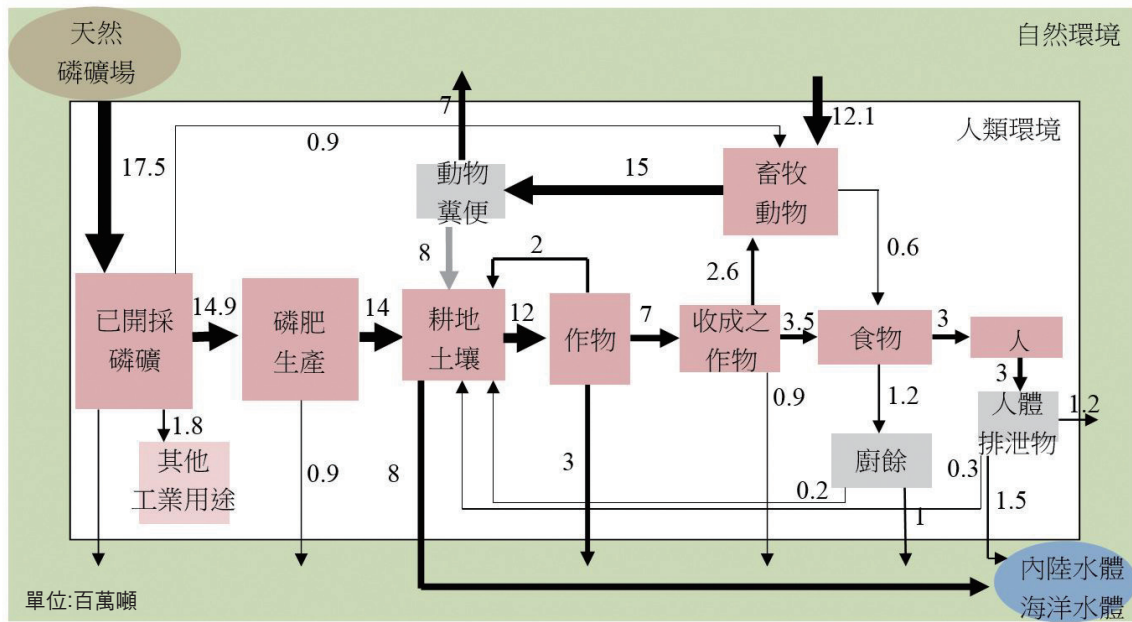 天然
磷礦場
自然環境
人類環境
7
12.1
0.9
17.5
動物
糞便
15
畜牧
動物
8
2
2.6
0.6
已開採
磷礦
14.9
磷肥
生產
14
耕地
土壤
12
作物
7
收成之
作物
3.5
食物
3
人
3
1.8
其他
工業用途
0.9
8
3
0.9
1.2
廚餘
0.2
1
人體
排泄物
1.2
0.3
1.5
內陸水體
海洋水體
單位:百萬噸